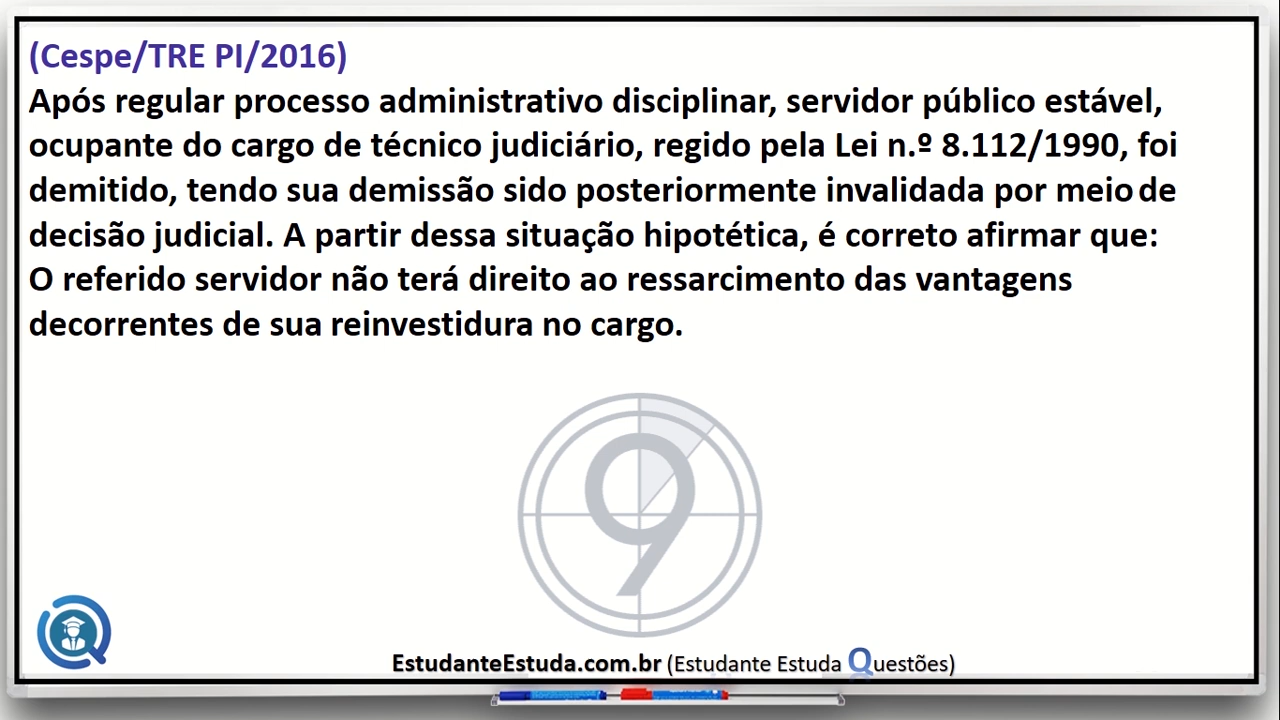 (Cespe/TRE PI/2016)
Após regular processo administrativo disciplinar, servidor público estável,
ocupante do cargo de técnico judiciário, regido pela Lei n.º 8.112/1990, foi
demitido, tendo sua demissão sido posteriormente invalidada por meio de
decisão judicial. A partir dessa situação hipotética, é correto afirmar que:
O referido servidor não terá direito ao ressarcimento das vantagens
decorrentes de sua reinvestidura no cargo.
9
EstudanteEstuda.com.br (Estudante Estuda Questões)